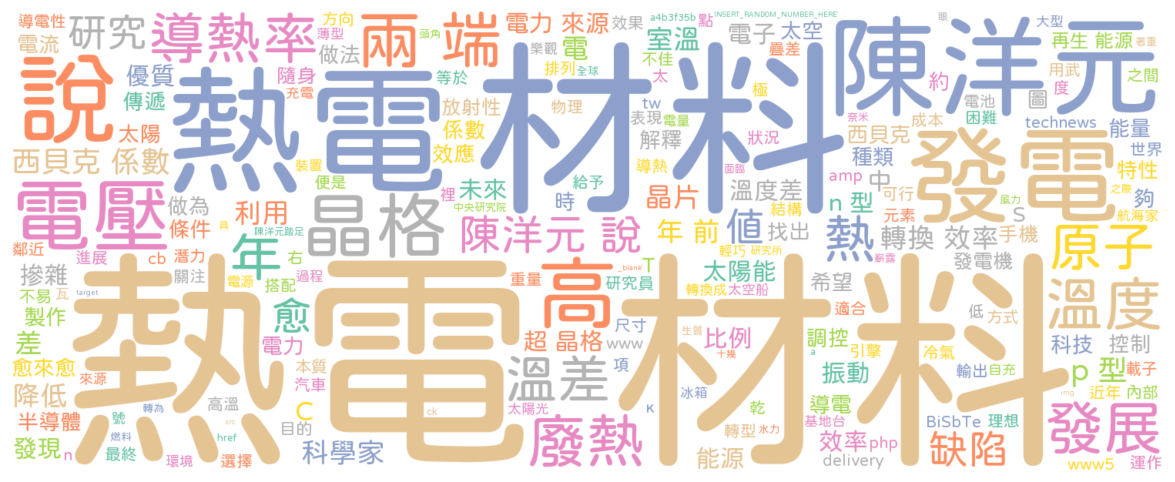 導電性
電流
研究
導熱率
方向
薄型
做法
頭角
兩端
電力 來源
樂觀
排列
效果
不佳
全球
電
a4b3f35b
點
室溫
疊差
太
INSERT_RANDOM_NUMBER_HERE
電子
太空
極
陳洋元
眼
大型
著重
再生 能源
用武
之間
度
約
圖
電池
困難
technews
能量
世界
說
優質
隨身
充電
傳遞
太陽
西貝克 係數
熱電材料
等於
放射性
係數
效應
物理
tw
表現
電量
解釋
狀況
奈米
西貝克
成本
種類
amp
中
發電
特性
夠
之際
航海家
裝置
便是
裡
未來
中央研究院
給予
時
導熱
面臨
晶片
溫度差
結構
n 型
可行
元素
風力
S
電壓
做為
條件
利用
晶格
陳洋元 說
年 前
值
找出
熱
轉換 效率
手機
原子
鄰近
進展
cb
潛力
陳洋元踏足
具
年
右
輕巧
研究所
嶄露
發電機
摻雜
關注
電源
過程
搭配
高
重量
_blank
T
研究員
太陽能
轉換成
太空船
希望
適合
低
方式
溫度
不易
瓦
target
製作
差
熱電材料
愈
電力
超 晶格
尺寸
www
生質
比例
十幾
調控
a
引擎
冷氣
科技
控制
愈來愈
來源
降低
本質
汽車
溫差
項
冰箱
振動
輸出
自充
p 型
載子
近年
內部
半導體
號
轉為
高溫
src
C
ck
太陽光
K
乾
導電
BiSbTe
理想
img
發展
發現
n
最終
燃料
環境
href
選擇
目的
科學家
廢熱
轉型
水力
能源
基地台
效率
php
delivery
缺陷
www5
運作